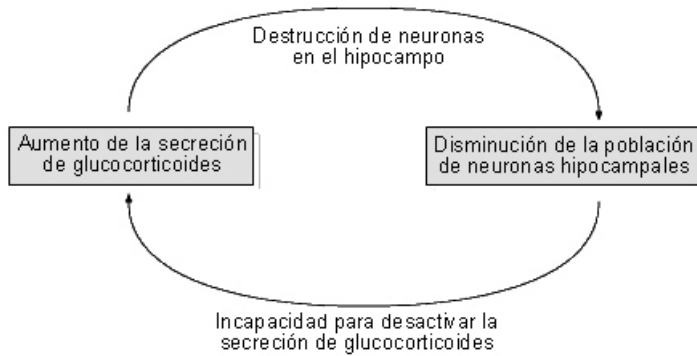 Destrucción de neuronas
en el hipocampo
Aumento de la secreción
de glucocorticoides
Disminución de la población
de neuronas hipocampales
Incapacidad para desactivar la
secreción de glucocorticoides